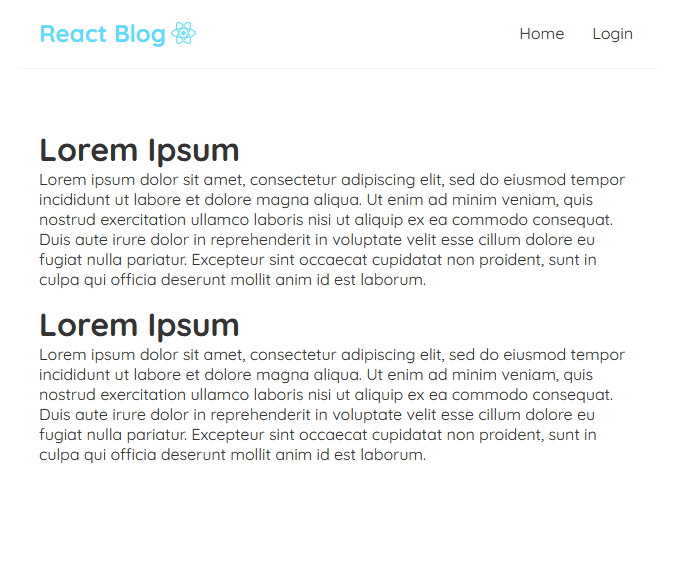 React Blog
Home Login
Lorem Ipsum
Lorem ipsum dolor sit amet, consectetur adipiscing elit, sed do eiusmod tempor
incididunt ut labore et dolore magna aliqua. Ut enim ad minim veniam, quis
nostrud exercitation ullamco laboris nisi ut aliquip ex ea commodo consequat.
Duis aute irure dolor in reprehenderit in voluptate velit esse cillum dolore eu
fugiat nulla pariatur. Excepteur sint occaecat cupidatat non proident, sunt in
culpa qui officia deserunt mollit anim id est laborum.
Lorem Ipsum
Lorem ipsum dolor sit amet, consectetur adipiscing elit, sed do eiusmod tempor
incididunt ut labore et dolore magna aliqua. Ut enim ad minim veniam, quis
nostrud exercitation ullamco laboris nisi ut aliquip ex ea commodo consequat.
Duis aute irure dolor in reprehenderit in voluptate velit esse cillum dolore eu
fugiat nulla pariatur. Excepteur sint occaecat cupidatat non proident, sunt in
culpa qui officia deserunt mollit anim id est laborum.